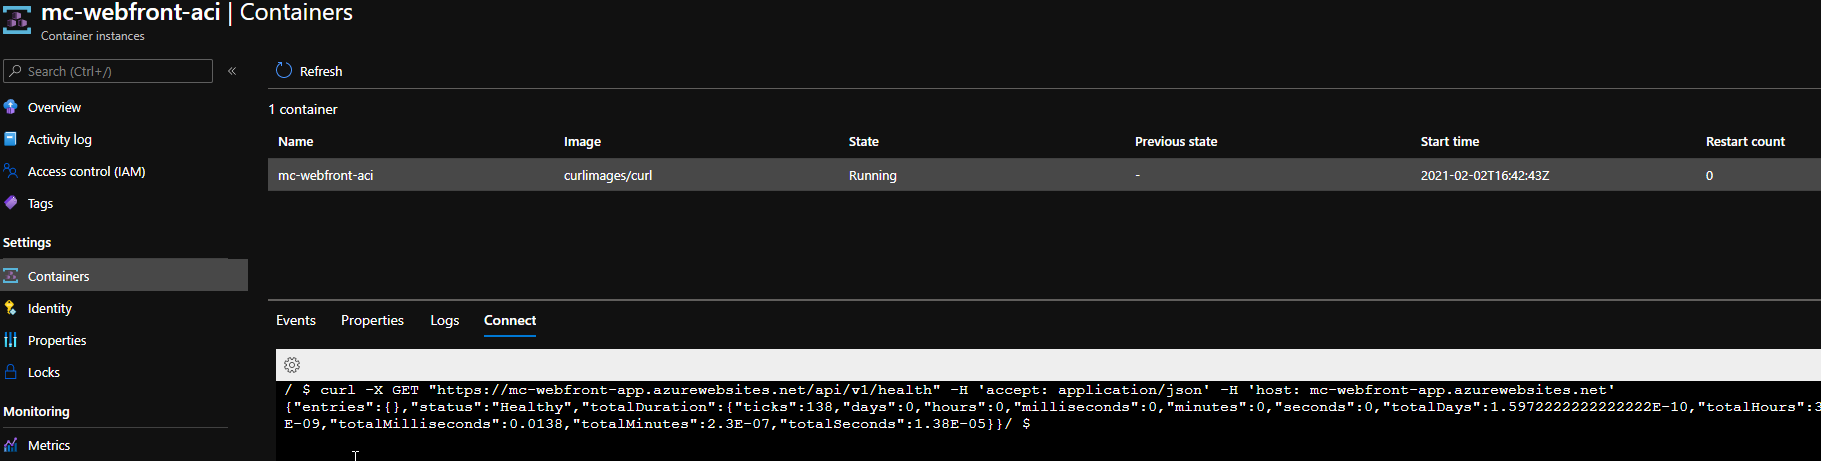 mc-webfront-aci | Containers
Container instances
Search (Ctrl+/)
«
Refresh
Overview
Activity log
Access control (IAM)
Tags
Settings
Containers
Identity
Properties
Locks
Monitoring
Metrics
1 container
Name Image State Previous state Start time Restart count
mc-webfront-aci curlimages/curl Running - 2021-02-02T16:42:43Z 0
Events Properties Logs Connect
/ $ curl -X GET "https://mc-webfront-app.azurewebsites.net/api/v1/health" -H 'accept: application/json' -H 'host: mc-webfront-app.azurewebsites.net'
{"entries":{},"status":"Healthy","totalDuration":{"ticks":138,"days":0,"hours":0,"milliseconds":0,"minutes":0,"seconds":0,"totalDays":1.5972222222222222E-10,"totalHours":3
E-09,"totalMilliseconds":0.0138,"totalMinutes":2.3E-07,"totalSeconds":1.38E-05}}/ $